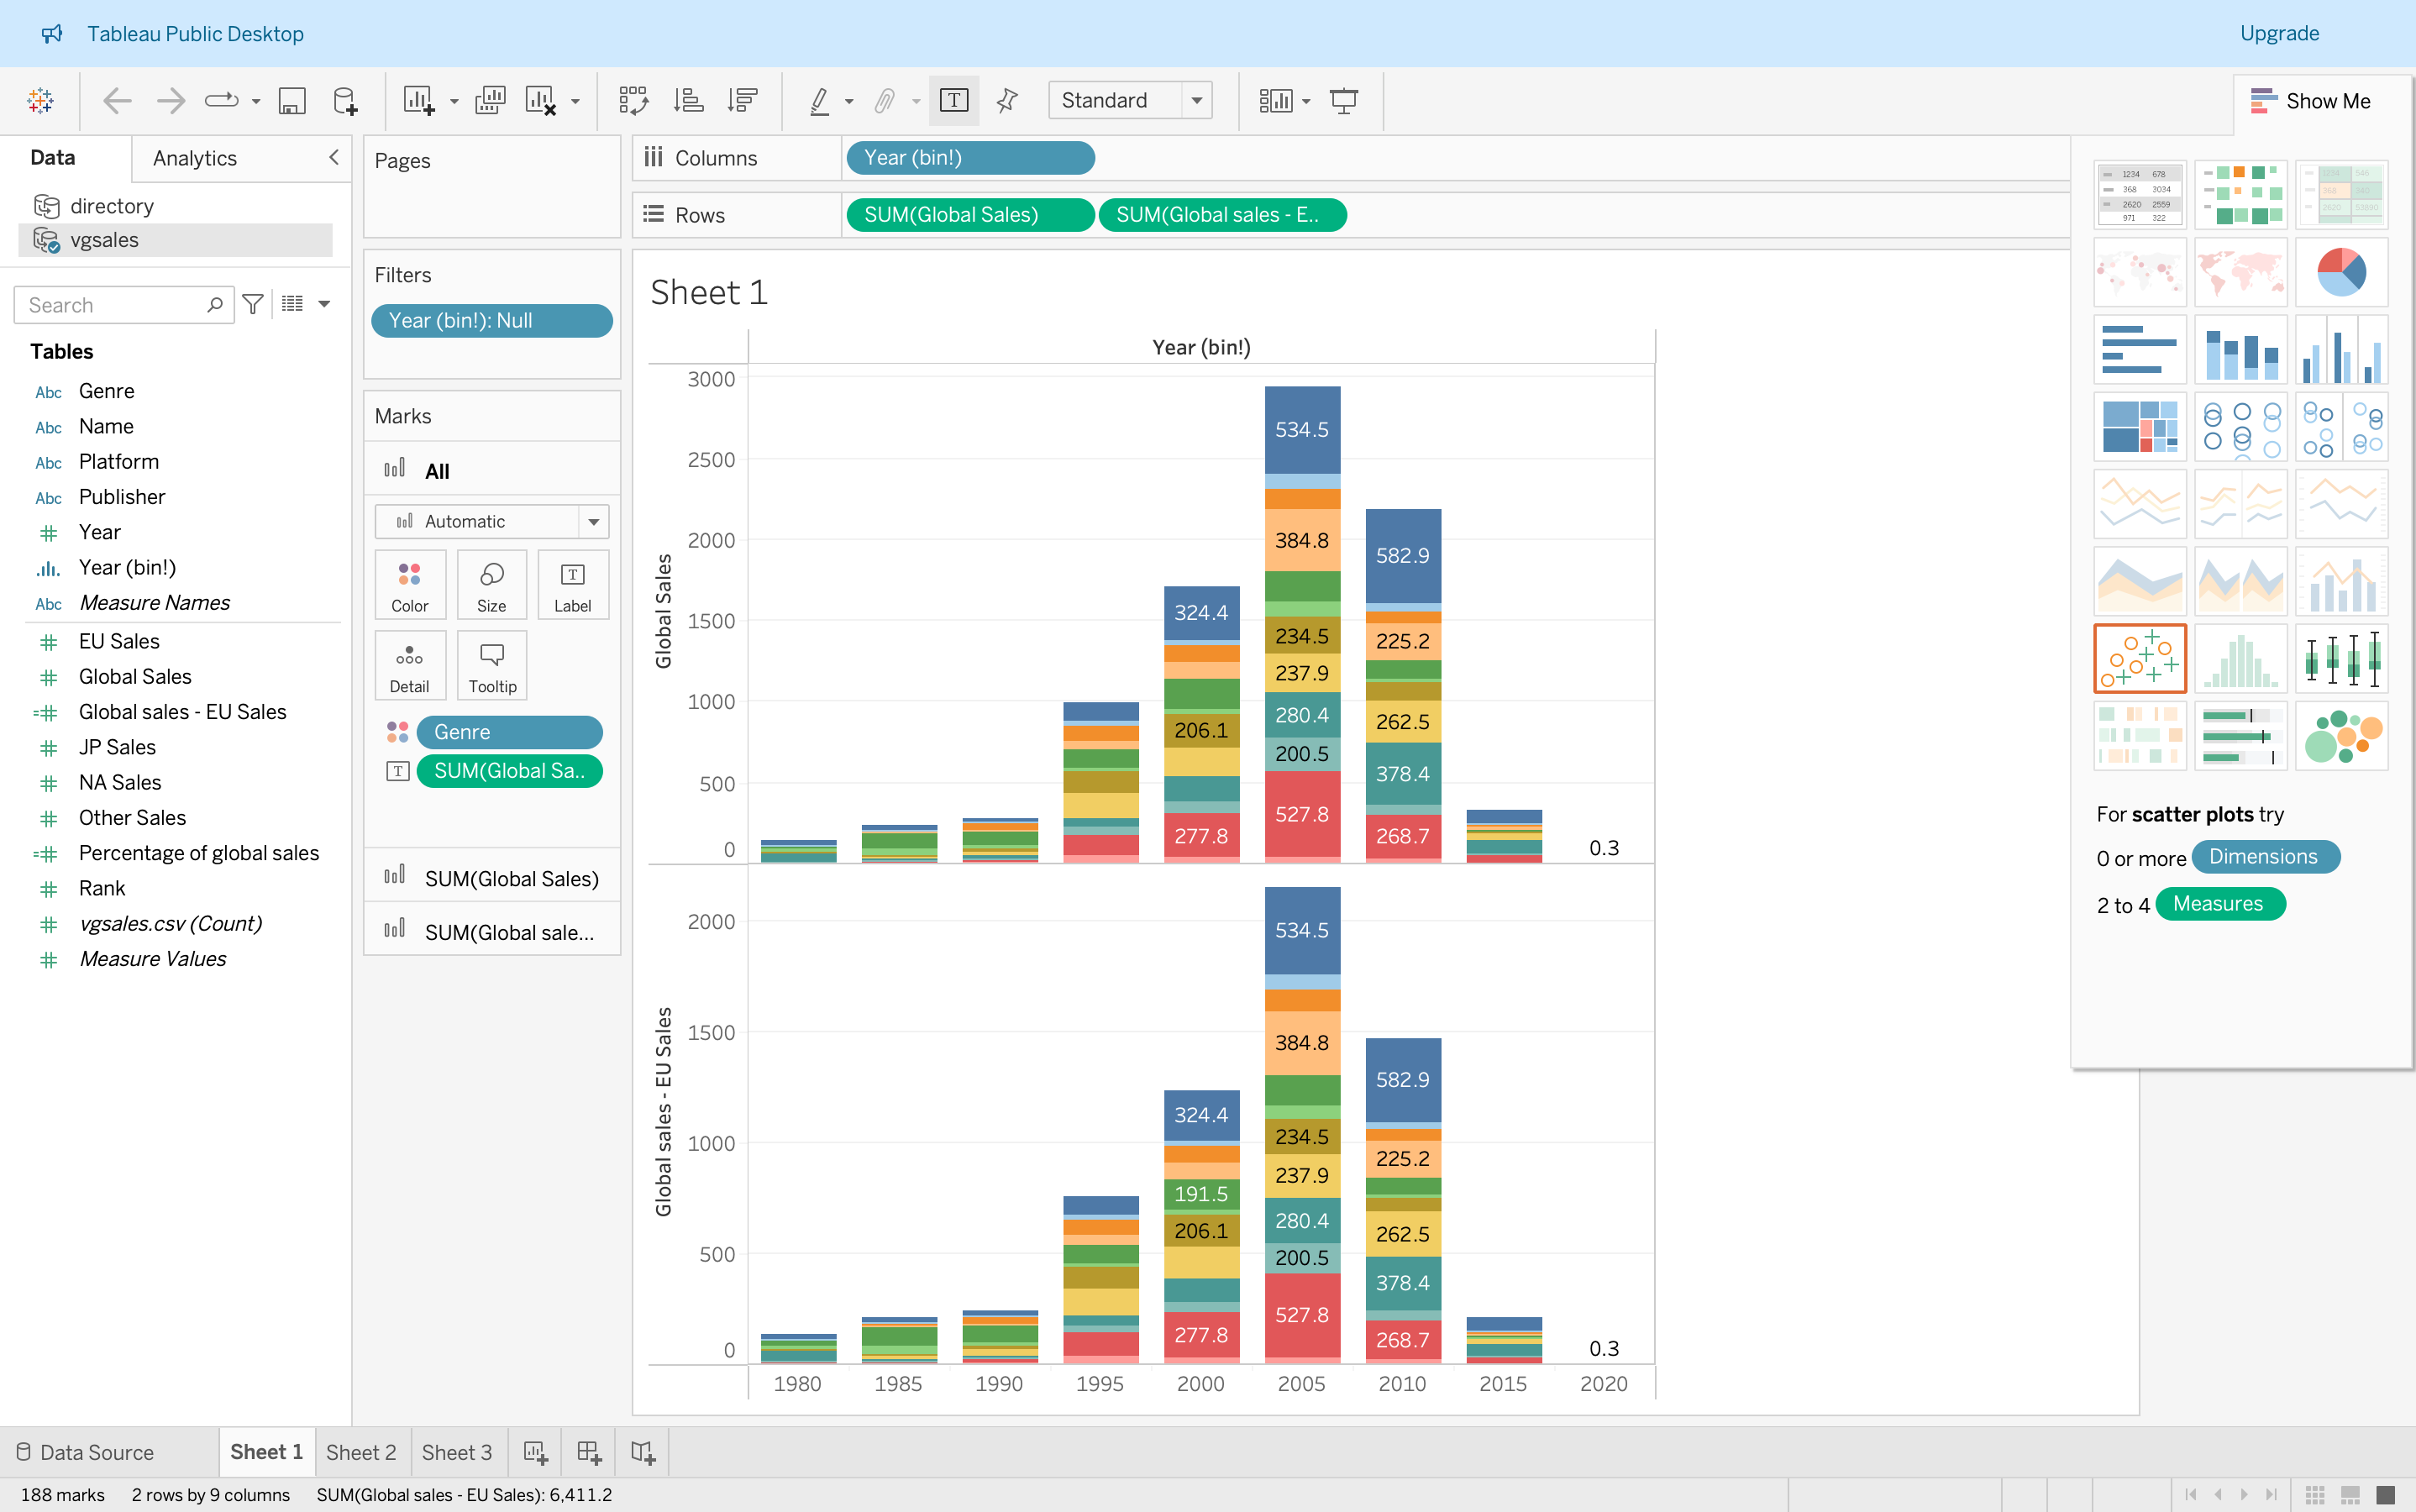 Tableau Public Desktop
Upgrade
Standard
Show Me
Data
Analytics
directory
vgsales
Search
Tables
Genre
Name
Platform
Publisher
Year
Year (bin!)
Measure Names
EU Sales
Global Sales
Global sales - EU Sales
JP Sales
NA Sales
Other Sales
Percentage of global sales
Rank
vgsales.csv (Count)
Measure Values
Pages
Filters
Year (bin!): Null
Marks
All
Automatic
Color
Size
Label
Detail
Tooltip
Genre
SUM(Global Sa..
SUM(Global Sales)
SUM(Global sale...
Columns
Year (bin!)
Rows
SUM(Global Sales)
SUM(Global sales - E..
Sheet 1
Year (bin!)
Global Sales
3000
2500
2000
1500
1000
500
0
324.4
206.1
277.8
534.5
384.8
234.5
237.9
280.4
200.5
527.8
582.9
225.2
262.5
378.4
268.7
0.3
Global sales - EU Sales
2000
1500
1000
500
0
324.4
191.5
206.1
277.8
534.5
384.8
234.5
237.9
280.4
200.5
527.8
582.9
225.2
262.5
378.4
268.7
0.3
1980 1985 1990 1995 2000 2005 2010 2015 2020
1234 678
368 3034
2620 2559
971 322
For scatter plots try
0 or more Dimensions
2 to 4 Measures
Data Source
Sheet 1
Sheet 2
Sheet 3
188 marks
2 rows by 9 columns
SUM(Global sales - EU Sales): 6,411.2